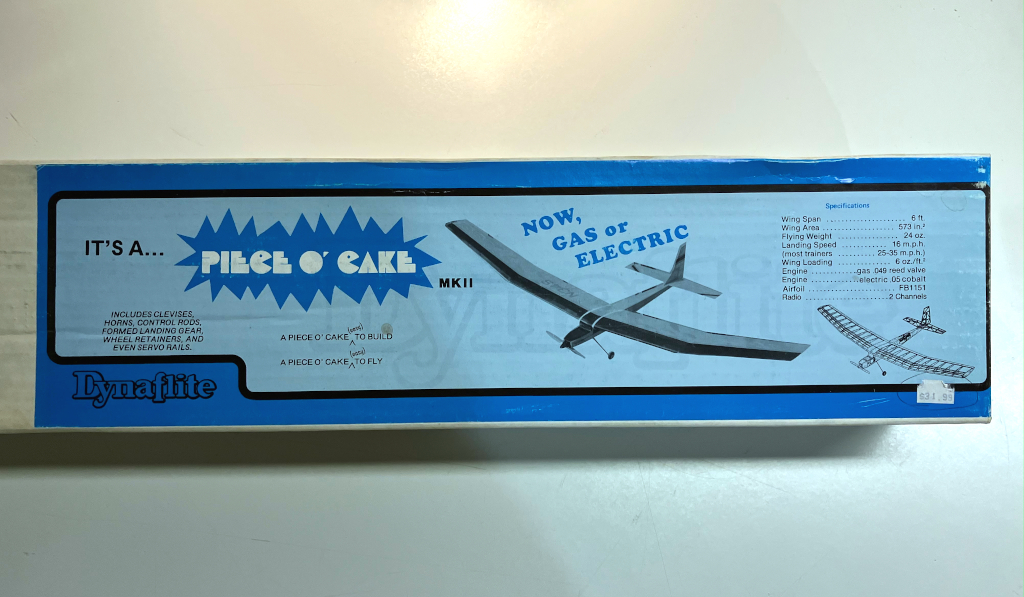 IT'S A...
PIECE O' CAKE
MKII
NOW,
GAS or
ELECTRIC
INCLUDES CLEVISES,
HORNS, CONTROL RODS,
FORMED LANDING GEAR,
WHEEL RETAINERS, AND
EVEN SERVO RAILS.
(easy)
A PIECE O' CAKE ^ TO BUILD
(easy)
A PIECE O' CAKE ^ TO FLY
Dynaflite
Specifications
Wing Span ...................... 6 ft.
Wing Area .................. 573 in.²
Flying Weight ................ 24 oz.
Landing Speed ............. 16 m.p.h.
(most trainers ........ 25-35 m.p.h.)
Wing Loading ............. 6 oz./ft.²
Engine .......... gas .049 reed valve
Engine .......... electric .05 cobalt
Airfoil ...................... FB1151
Radio .................... 2 Channels
$31.95